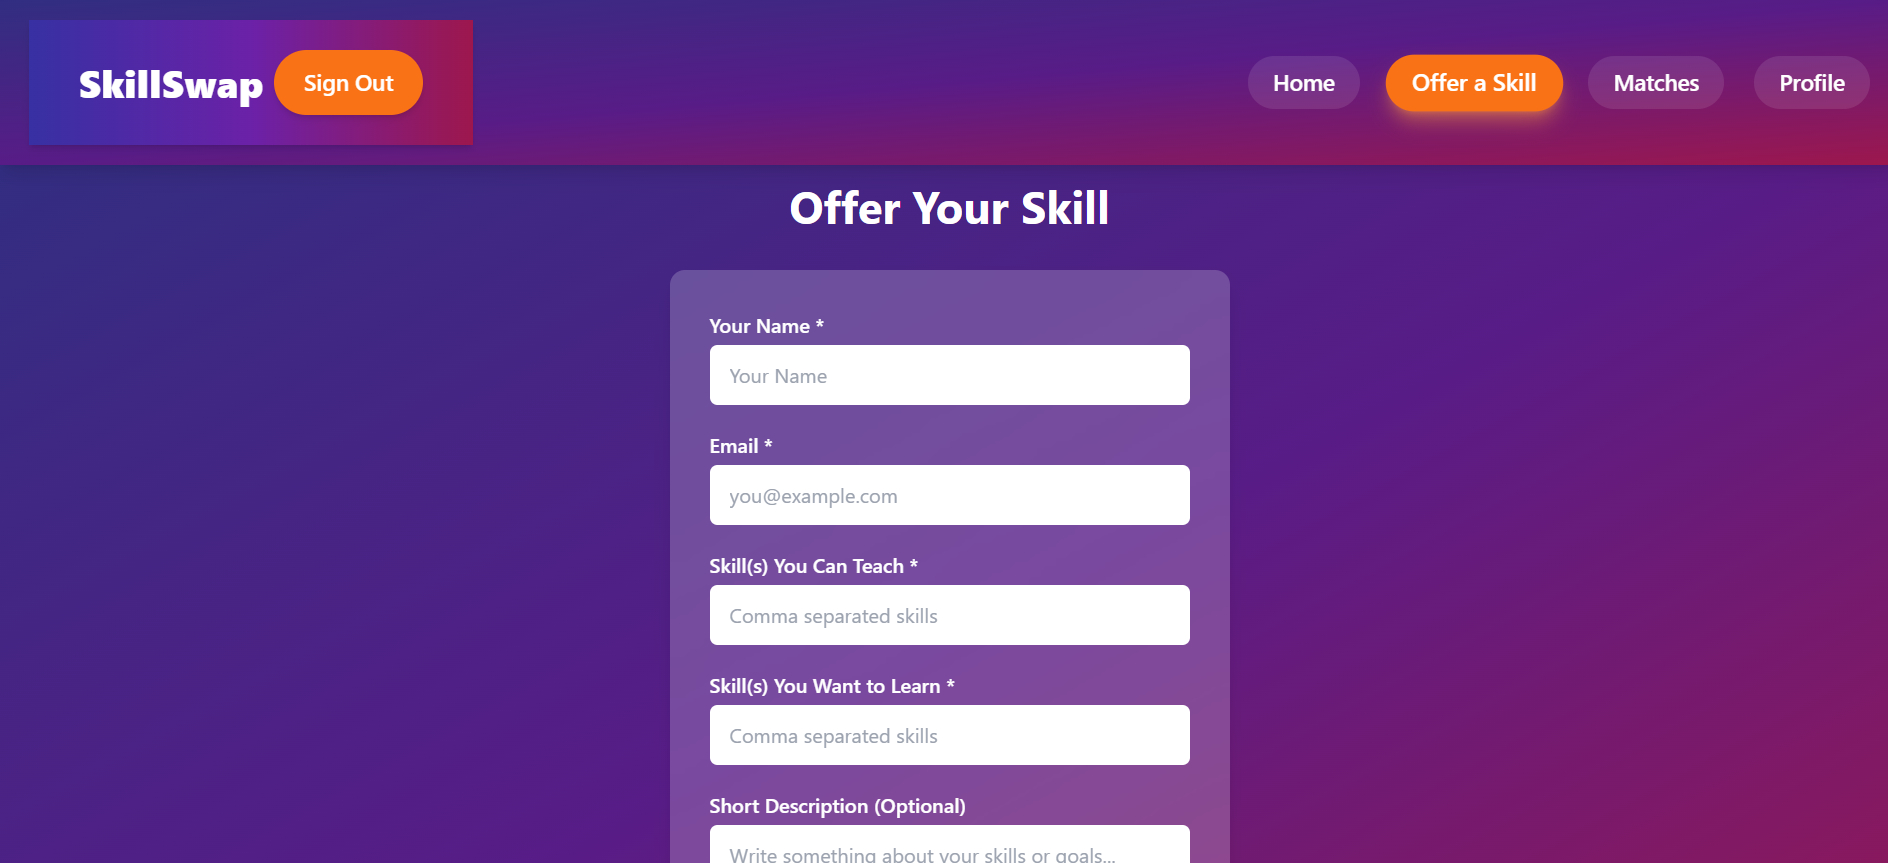 SkillSwap
Sign Out
Home
Offer a Skill
Matches
Profile
Offer Your Skill
Your Name *
Your Name
Email *
you@example.com
Skill(s) You Can Teach *
Comma separated skills
Skill(s) You Want to Learn *
Comma separated skills
Short Description (Optional)
Write something about your skills or goals...